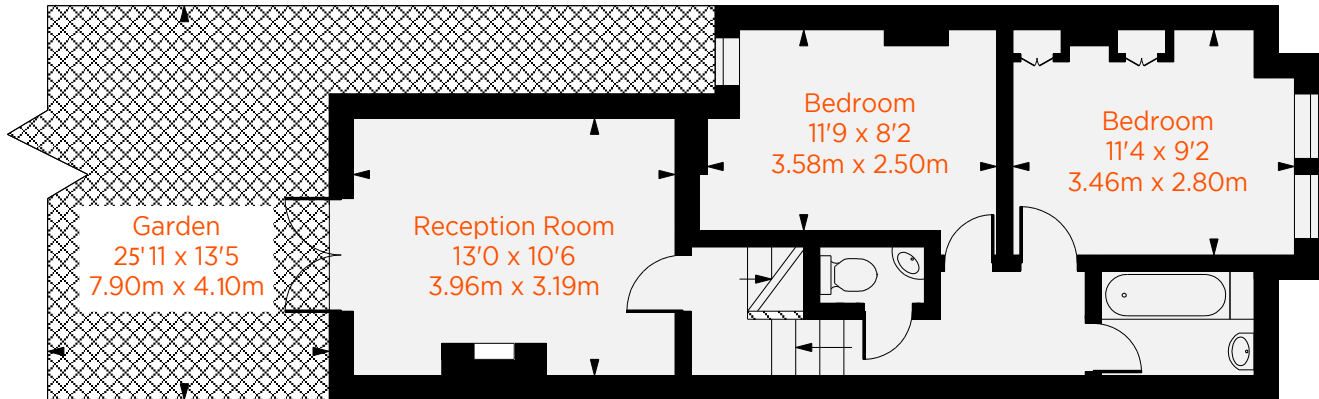 Garden
25'11 x 13'5
7.90m x 4.10m
Reception Room
13'0 x 10'6
3.96m x 3.19m
Bedroom
11'9 x 8'2
3.58m x 2.50m
Bedroom
11'4 x 9'2
3.46m x 2.80m